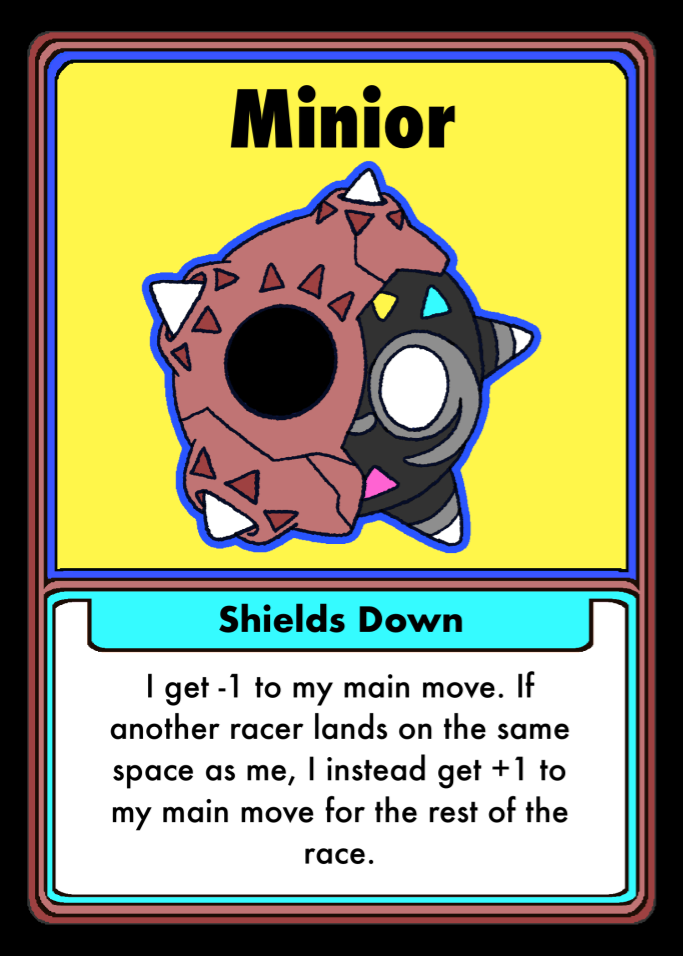 Minior
Shields Down
I get -1 to my main move. If
another racer lands on the same
space as me, I instead get +1 to
my main move for the rest of the
race.